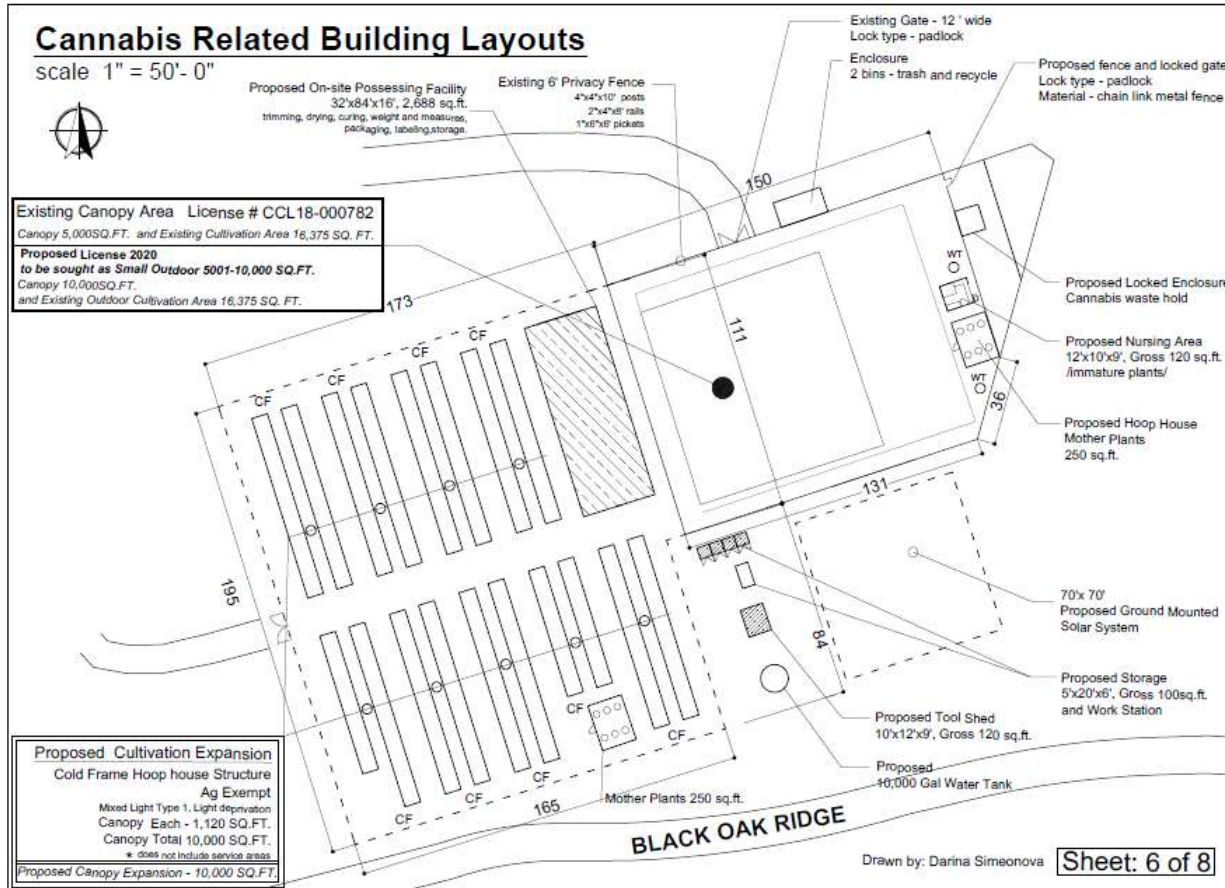 Cannabis Related Building Layouts
scale 1" = 50'- 0"
Existing Gate - 12 ' wide
Lock type - padlock
Enclosure
2 bins - trash and recycle
Proposed fence and locked gate
Lock type - padlock
Material - chain link metal fence
Proposed On-site Possessing Facility
32'x84'x16', 2,688 sq.ft.
trimming, drying, curing, weight and measures,
packaging, labeling,storage.
Existing 6' Privacy Fence
4"x4"x10' posts
2"x4"x8' rails
1"x6"x6' pickets
Existing Canopy Area License # CCL18-000782
Canopy 5,000SQ.FT. and Existing Cultivation Area 16,375 SQ. FT.
Proposed License 2020
to be sought as Small Outdoor 5001-10,000 SQ.FT.
Canopy 10,000SQ.FT.
and Existing Outdoor Cultivation Area 16,375 SQ. FT.
150
173
111
WT
Proposed Locked Enclosure
Cannabis waste hold
Proposed Nursing Area
12'x10'x9', Gross 120 sq.ft.
/immature plants/
WT
36
Proposed Hoop House
Mother Plants
250 sq.ft.
CF
CF
CF
CF
131
195
84
70'x 70'
Proposed Ground Mounted
Solar System
Proposed Storage
5'x20'x6', Gross 100sq.ft.
and Work Station
Proposed Tool Shed
10'x12'x9', Gross 120 sq.ft.
Proposed
10,000 Gal Water Tank
CF
CF
CF
CF
CF
165
Mother Plants 250 sq.ft.
BLACK OAK RIDGE
Proposed Cultivation Expansion
Cold Frame Hoop house Structure
Ag Exempt
Mixed Light Type 1, Light deprivation
Canopy Each - 1,120 SQ.FT.
Canopy Total 10,000 SQ.FT.
* does not include service areas
Proposed Canopy Expansion - 10,000 SQ.FT.
Drawn by: Darina Simeonova
Sheet: 6 of 8